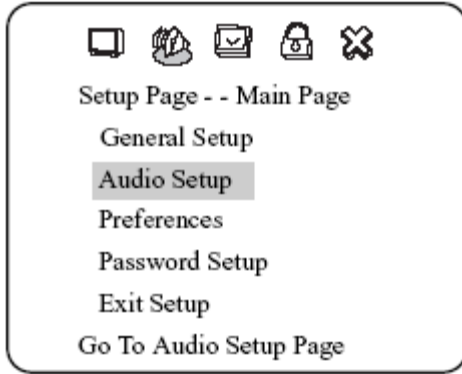 Setup Page - - Main Page
General Setup
Audio Setup
Preferences
Password Setup
Exit Setup
Go To Audio Setup Page